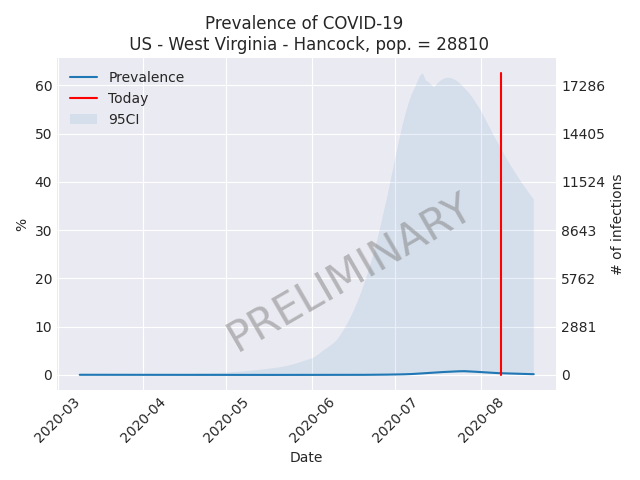 Prevalence of COVID-19
US - West Virginia - Hancock, pop. = 28810
Prevalence
Today
95CI
60
50
40
30
20
10
0
%
17286
14405
11524
8643
5762
2881
0
# of infections
PRELIMINARY
2020-03
2020-04
2020-05
2020-06
2020-07
2020-08
Date